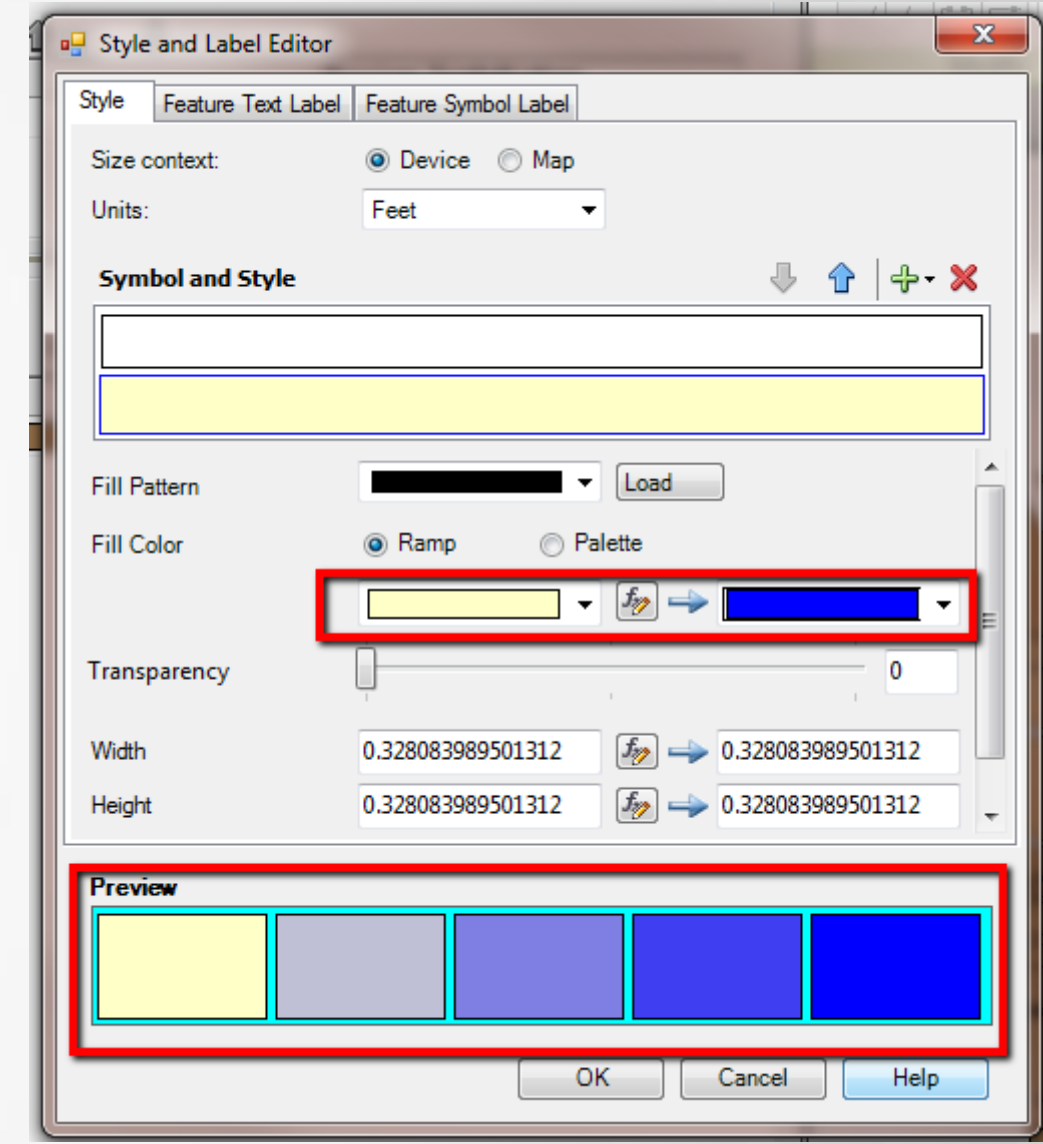 Style and Label Editor
Style Feature Text Label Feature Symbol Label
Size context: Device Map
Units: Feet
Symbol and Style
Fill Pattern Load
Fill Color Ramp Palette
Transparency 0
Width 0.328083989501312 0.328083989501312
Height 0.328083989501312 0.328083989501312
Preview
OK Cancel Help